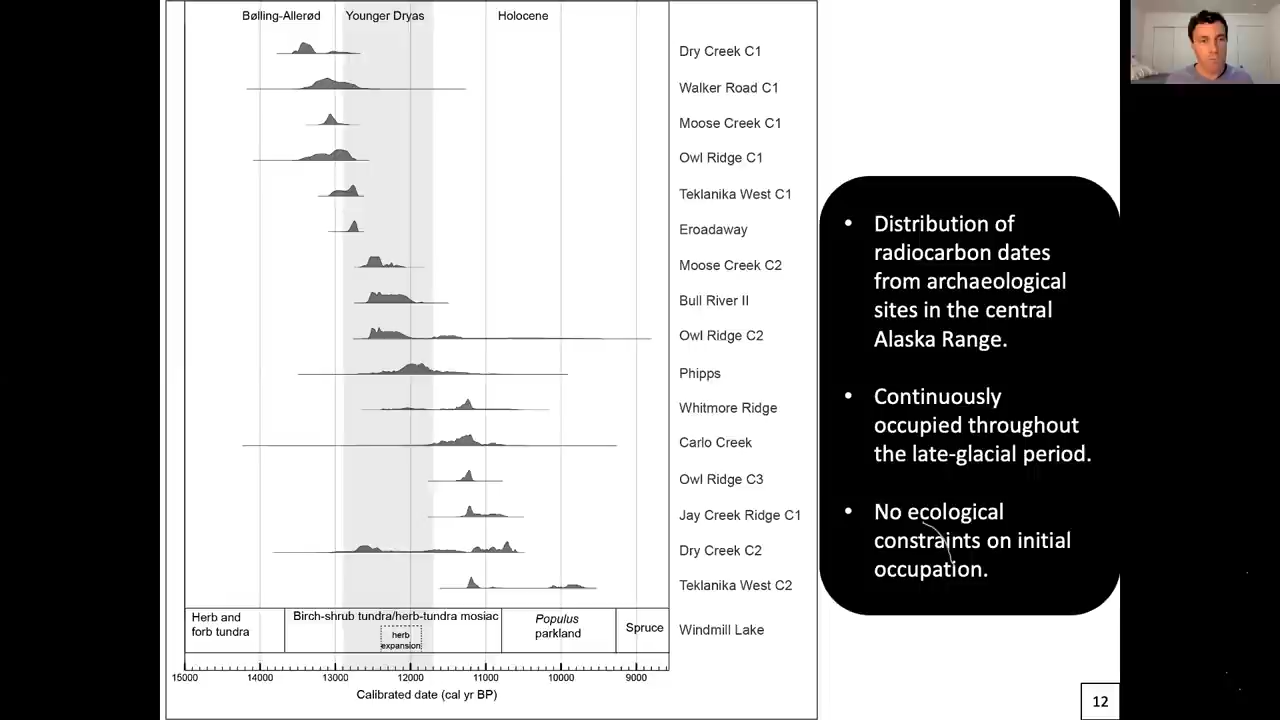 Bølling-Allerød Younger Dryas Holocene
Dry Creek C1
Walker Road C1
Moose Creek C1
Owl Ridge C1
Teklanika West C1
Eroadaway
Moose Creek C2
Bull River II
Owl Ridge C2
Phipps
Whitmore Ridge
Carlo Creek
Owl Ridge C3
Jay Creek Ridge C1
Dry Creek C2
Teklanika West C2
Herb and
forb tundra
Birch-shrub tundra/herb-tundra mosiac
herb
expansion
Populus
parkland
Spruce
Windmill Lake
15000 14000 13000 12000 11000 10000 9000
Calibrated date (cal yr BP)
• Distribution of
radiocarbon dates
from archaeological
sites in the central
Alaska Range.
• Continuously
occupied throughout
the late-glacial period.
• No ecological
constraints on initial
occupation.
12